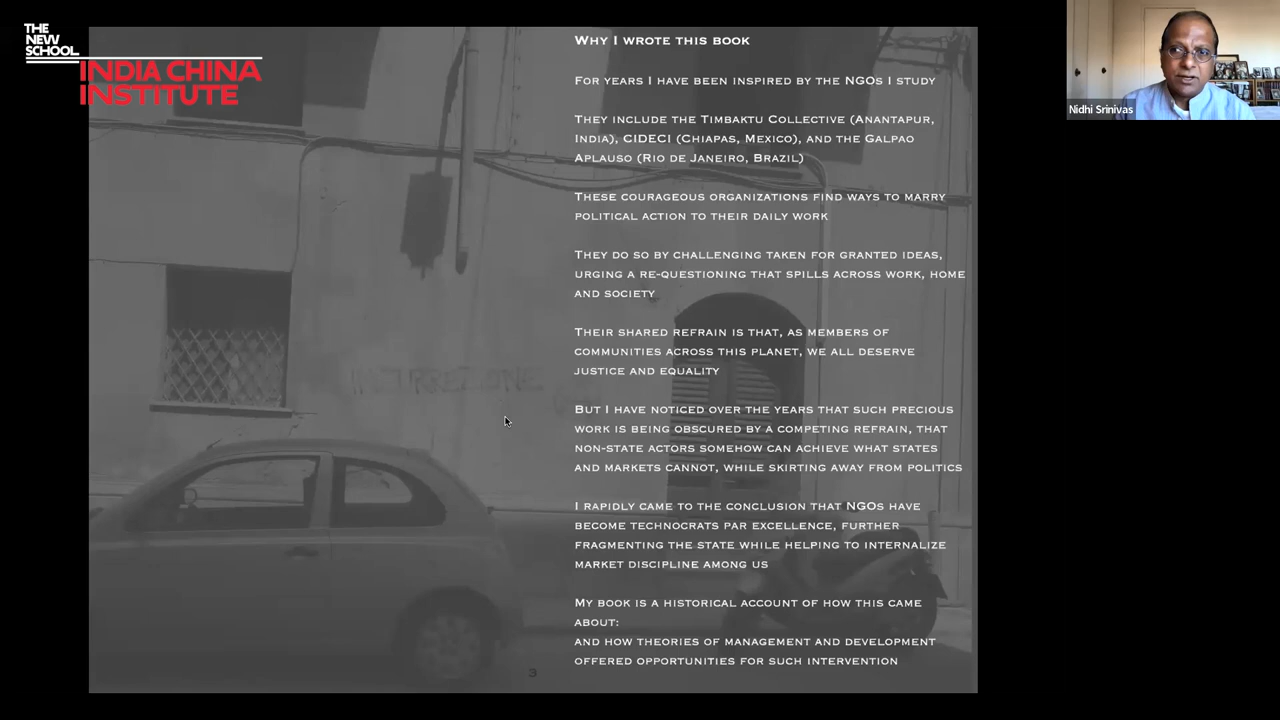 THE
NEW
SCHOOL
INDIA CHINA
INSTITUTE
WHY I WROTE THIS BOOK
FOR YEARS I HAVE BEEN INSPIRED BY THE NGOS I STUDY
THEY INCLUDE THE TIMBAKTU COLLECTIVE (ANANTAPUR,
INDIA), CIDECI (CHIAPAS, MEXICO), AND THE GALPAO
APLAUSO (RIO DE JANEIRO, BRAZIL)
THESE COURAGEOUS ORGANIZATIONS FIND WAYS TO MARRY
POLITICAL ACTION TO THEIR DAILY WORK
THEY DO SO BY CHALLENGING TAKEN FOR GRANTED IDEAS,
URGING A RE-QUESTIONING THAT SPILLS ACROSS WORK, HOME
AND SOCIETY
THEIR SHARED REFRAIN IS THAT, AS MEMBERS OF
COMMUNITIES ACROSS THIS PLANET, WE ALL DESERVE
JUSTICE AND EQUALITY
BUT I HAVE NOTICED OVER THE YEARS THAT SUCH PRECIOUS
WORK IS BEING OBSCURED BY A COMPETING REFRAIN, THAT
NON-STATE ACTORS SOMEHOW CAN ACHIEVE WHAT STATES
AND MARKETS CANNOT, WHILE SKIRTING AWAY FROM POLITICS
I RAPIDLY CAME TO THE CONCLUSION THAT NGOS HAVE
BECOME TECHNOCRATS PAR EXCELLENCE, FURTHER
FRAGMENTING THE STATE WHILE HELPING TO INTERNALIZE
MARKET DISCIPLINE AMONG US
MY BOOK IS A HISTORICAL ACCOUNT OF HOW THIS CAME
ABOUT:
AND HOW THEORIES OF MANAGEMENT AND DEVELOPMENT
OFFERED OPPORTUNITIES FOR SUCH INTERVENTION
3
Nidhi Srinivas